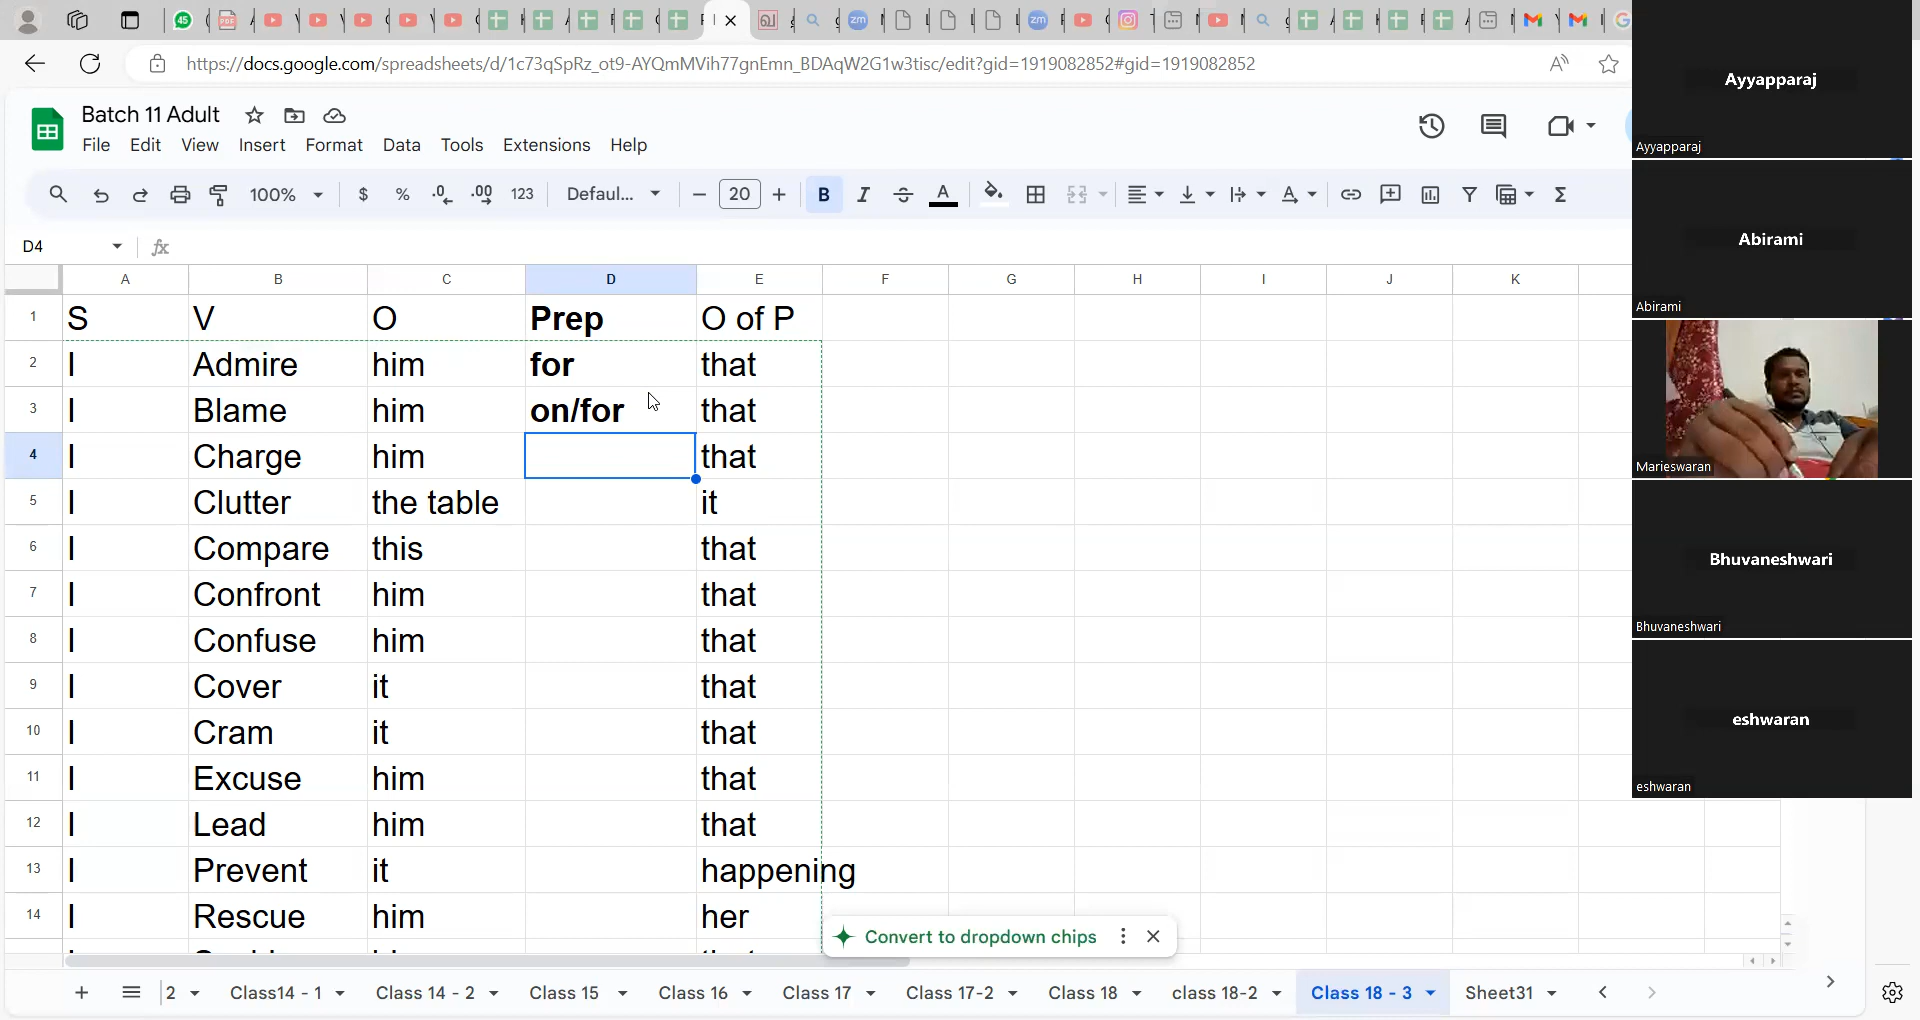 https://docs.google.com/spreadsheets/d/1c73qSpRz_ot9-AYQmMVih77gnEmn_BDAqW2G1w3tisc/edit?gid=1919082852#gid=1919082852
Batch 11 Adult
File Edit View Insert Format Data Tools Extensions Help
100% $ % .0 .00 123 Defaul... 20 B I A
D4 fx
A B C D E F G H I J K
1 S V O Prep O of P
2 I Admire him for that
3 I Blame him on/for that
4 I Charge him that
5 I Clutter the table it
6 I Compare this that
7 I Confront him that
8 I Confuse him that
9 I Cover it that
10 I Cram it that
11 I Excuse him that
12 I Lead him that
13 I Prevent it happening
14 I Rescue him her
Convert to dropdown chips
2 Class14 - 1 Class 14 - 2 Class 15 Class 16 Class 17 Class 17-2 Class 18 class 18-2 Class 18 - 3 Sheet31
Ayyapparaj
Ayyapparaj
Abirami
Abirami
Marieswaran
Bhuvaneshwari
Bhuvaneshwari
eshwaran
eshwaran